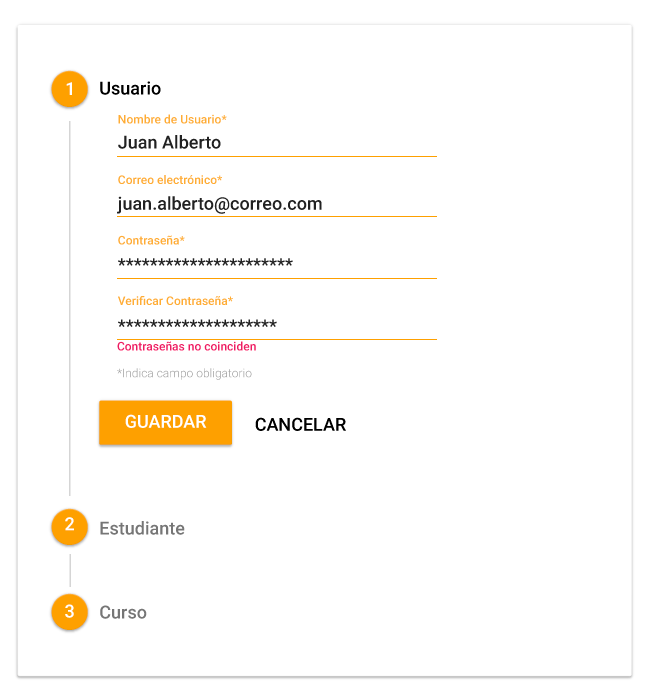 1 Usuario
Nombre de Usuario*
Juan Alberto
Correo electrónico*
juan.alberto@correo.com
Contraseña*
**********************
Verificar Contraseña*
********************
Contraseñas no coinciden
*Indica campo obligatorio
GUARDAR CANCELAR
2 Estudiante
3 Curso